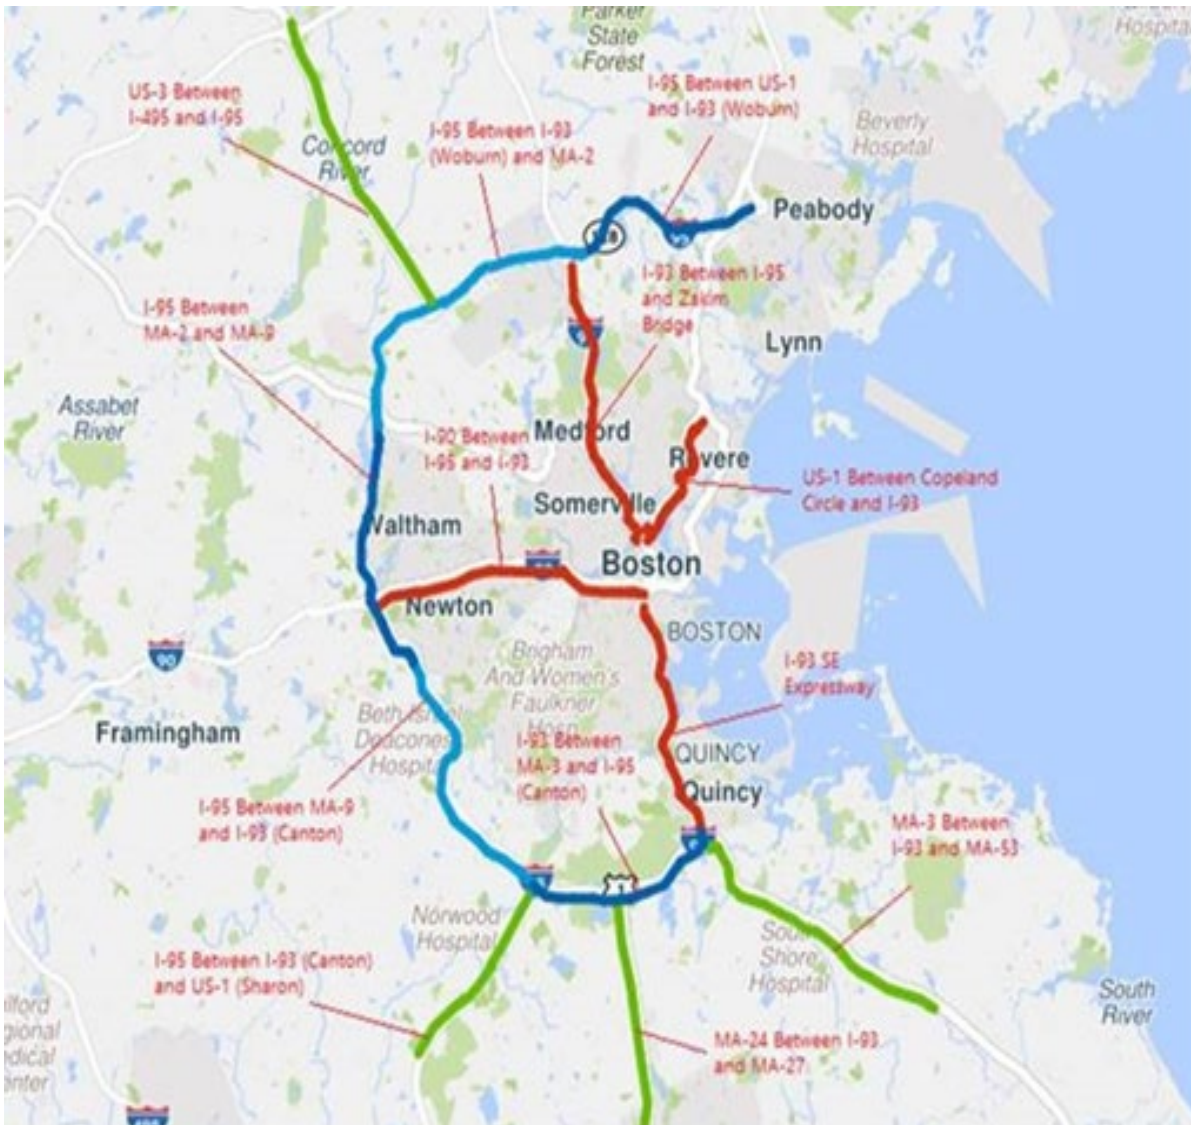 Parker
State
Forest
Hospital
US-3 Between
I-495 and I-95
I-95 Between US-1
and I-93 (Woburn)
I-95 Between I-93
(Woburn) and MA-2
Beverly
Hospital
Concord
River
Peabody
I-93 Between I-95
and Zakim
Bridge
I-95 Between
MA-2 and MA-9
Lynn
Assabet
River
I-90 Between
I-95 and I-93
Medford
Revere
US-1 Between Copeland
Circle and I-93
Somerville
Waltham
Boston
Newton
BOSTON
90
Brigham
And Women's
Faulkner
Hosp
I-93 SE
Expressway
Framingham
Beth Israel
Deaconess
Hospit
I-93 Between
MA-3 and I-95
(Canton)
QUINCY
Quincy
I-95 Between MA-9
and I-93 (Canton)
MA-3 Between
I-93 and MA-53
1
Norwood
Hospital
South
Shore
Hospital
I-95 Between I-93 (Canton)
and US-1 (Sharon)
South
River
MA-24 Between I-93
and MA-27